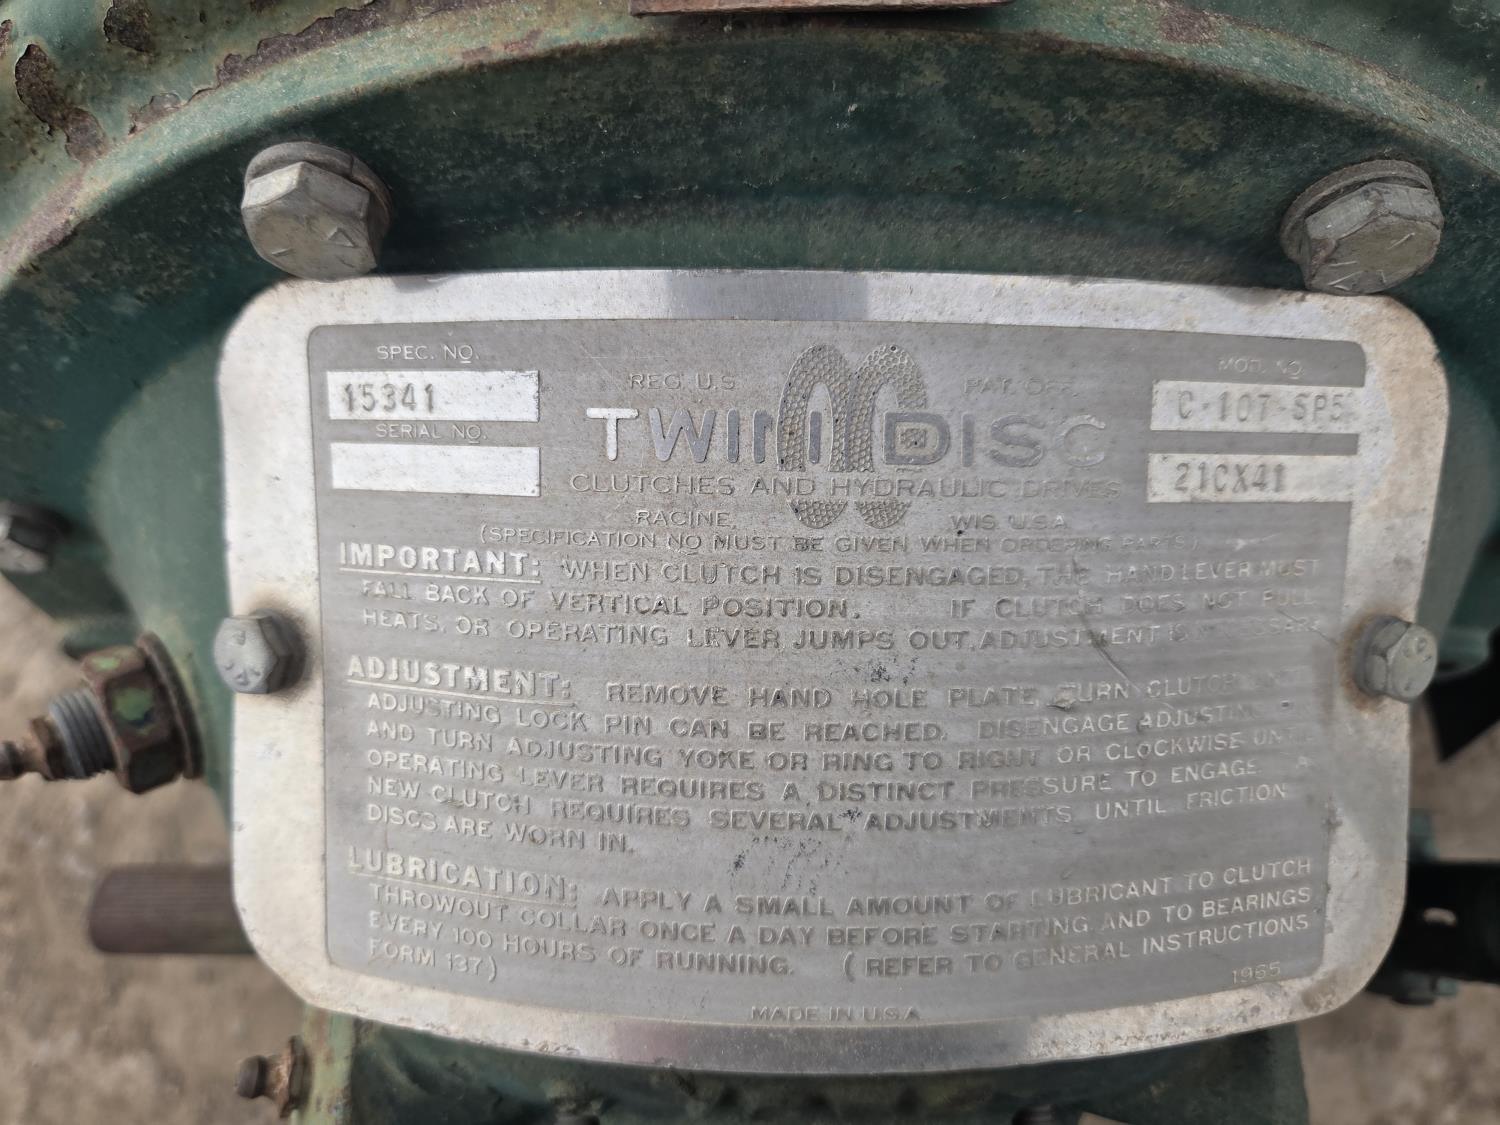 SPEC. NO.
15341
SERIAL NO.
MOD. NO.
C-107-SP5
21CX41
REG. U.S. PAT. OFF.
TWIN DISC
CLUTCHES AND HYDRAULIC DRIVES
RACINE, WIS. U.S.A.
(SPECIFICATION NO MUST BE GIVEN WHEN ORDERING PARTS)
IMPORTANT: WHEN CLUTCH IS DISENGAGED, THE HAND LEVER MUST
FALL BACK OF VERTICAL POSITION. IF CLUTCH DOES NOT PULL
HEATS, OR OPERATING LEVER JUMPS OUT, ADJUSTMENT IS
ADJUSTMENT: REMOVE HAND HOLE PLATE, TURN CLUTCH UNTIL
ADJUSTING LOCK PIN CAN BE REACHED. DISENGAGE ADJUSTING
AND TURN ADJUSTING YOKE OR RING TO RIGHT OR CLOCKWISE UNTIL
OPERATING LEVER REQUIRES A DISTINCT PRESSURE TO ENGAGE. A
NEW CLUTCH REQUIRES SEVERAL ADJUSTMENTS UNTIL FRICTION
DISCS ARE WORN IN.
LUBRICATION: APPLY A SMALL AMOUNT OF LUBRICANT TO CLUTCH
THROWOUT COLLAR ONCE A DAY BEFORE STARTING AND TO BEARINGS
EVERY 100 HOURS OF RUNNING. (REFER TO GENERAL INSTRUCTIONS
FORM 137)
1965
MADE IN U.S.A.